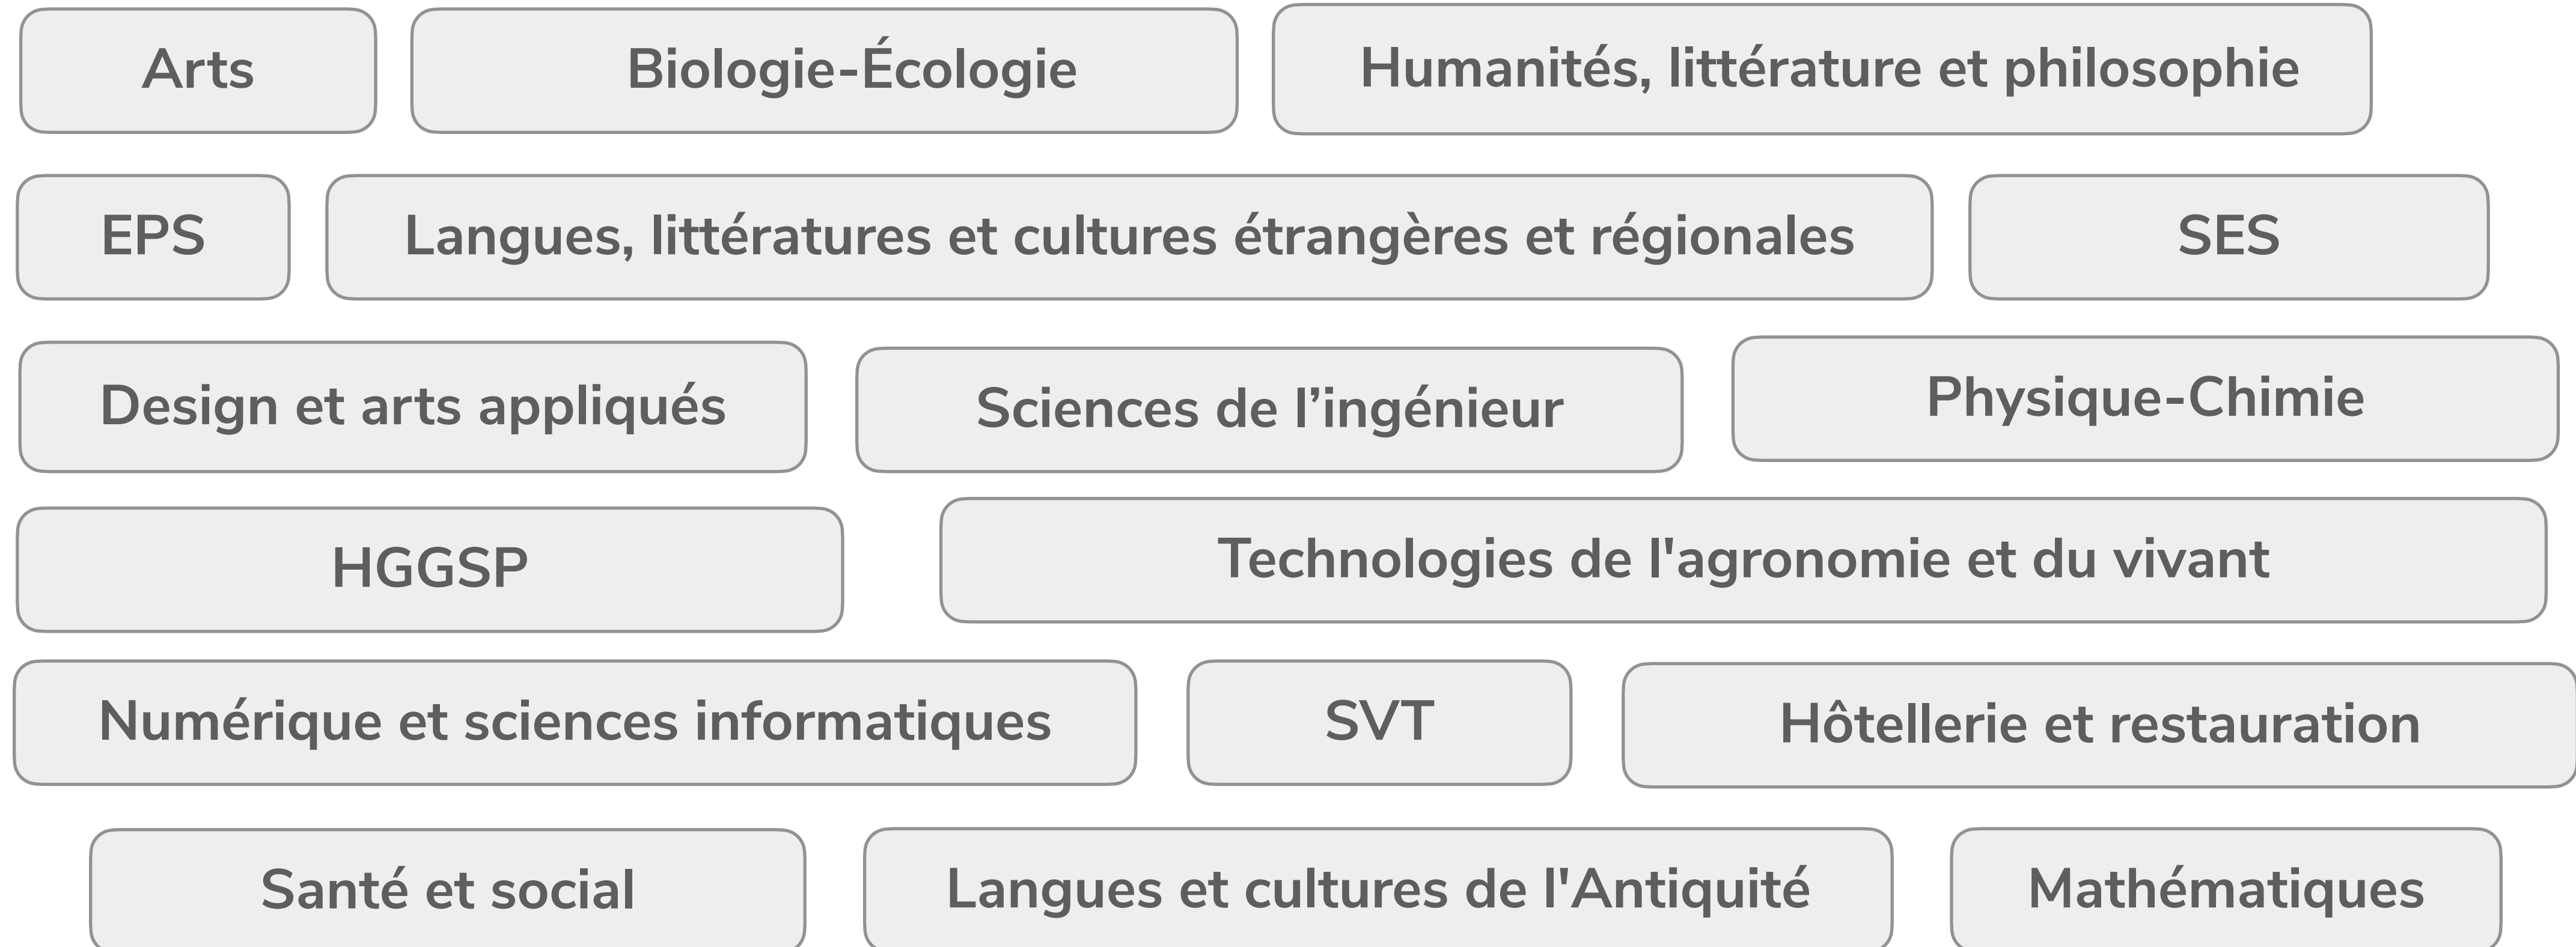 Arts
Biologie-Écologie
Humanités, littérature et philosophie
EPS
Langues, littératures et cultures étrangères et régionales
SES
Design et arts appliqués
Sciences de l’ingénieur
Physique-Chimie
HGGSP
Technologies de l'agronomie et du vivant
Numérique et sciences informatiques
SVT
Hôtellerie et restauration
Santé et social
Langues et cultures de l'Antiquité
Mathématiques